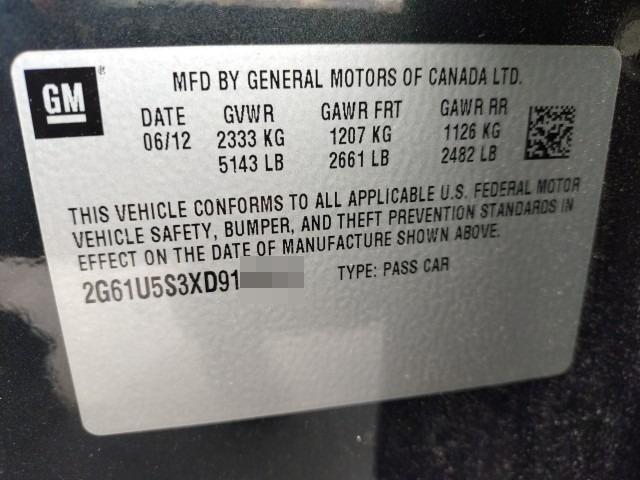 GM
MFD BY GENERAL MOTORS OF CANADA LTD.
DATE GVWR GAWR FRT GAWR RR
06/12 2333 KG 1207 KG 1126 KG
5143 LB 2661 LB 2482 LB
THIS VEHICLE CONFORMS TO ALL APPLICABLE U.S. FEDERAL MOTOR
VEHICLE SAFETY, BUMPER, AND THEFT PREVENTION STANDARDS IN
EFFECT ON THE DATE OF MANUFACTURE SHOWN ABOVE.
2G61U5S3XD91 TYPE: PASS CAR